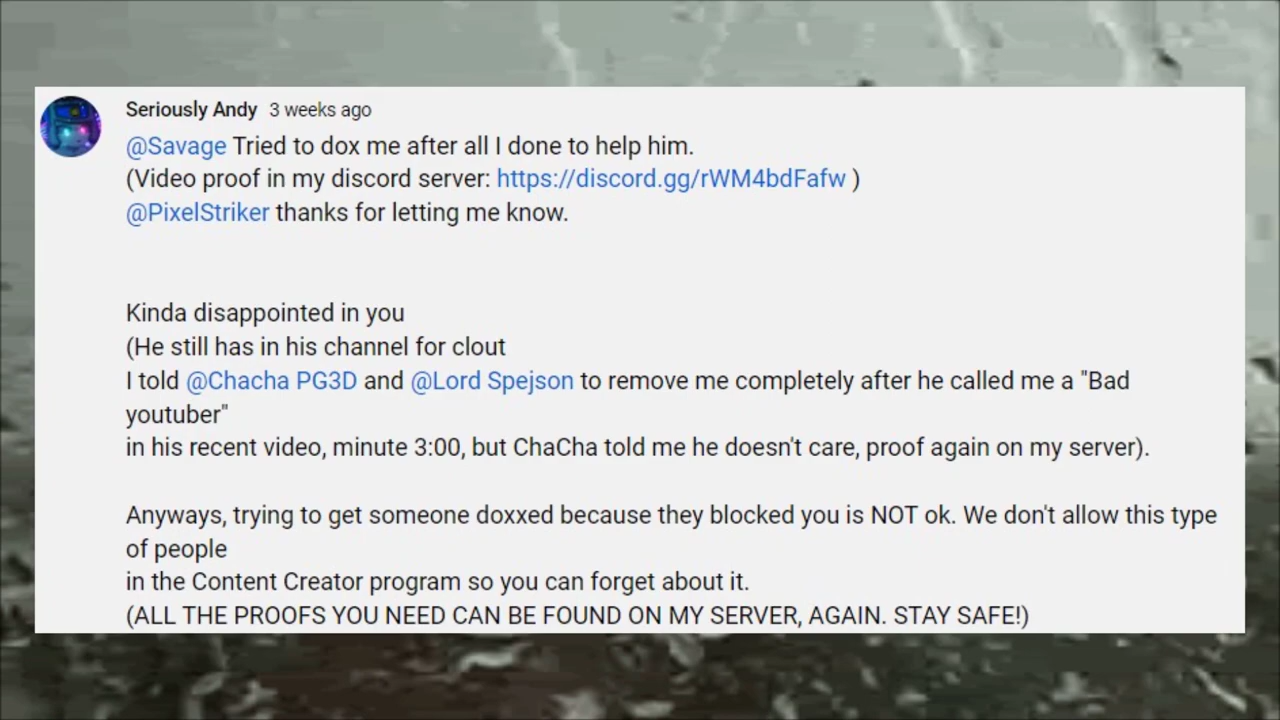 Seriously Andy 3 weeks ago
@Savage Tried to dox me after all I done to help him.
(Video proof in my discord server: https://discord.gg/rWM4bdFafw )
@PixelStriker thanks for letting me know.
Kinda disappointed in you
(He still has in his channel for clout
I told @Chacha PG3D and @Lord Spejson to remove me completely after he called me a "Bad
youtuber"
in his recent video, minute 3:00, but ChaCha told me he doesn't care, proof again on my server).
Anyways, trying to get someone doxxed because they blocked you is NOT ok. We don't allow this type
of people
in the Content Creator program so you can forget about it.
(ALL THE PROOFS YOU NEED CAN BE FOUND ON MY SERVER, AGAIN. STAY SAFE!)